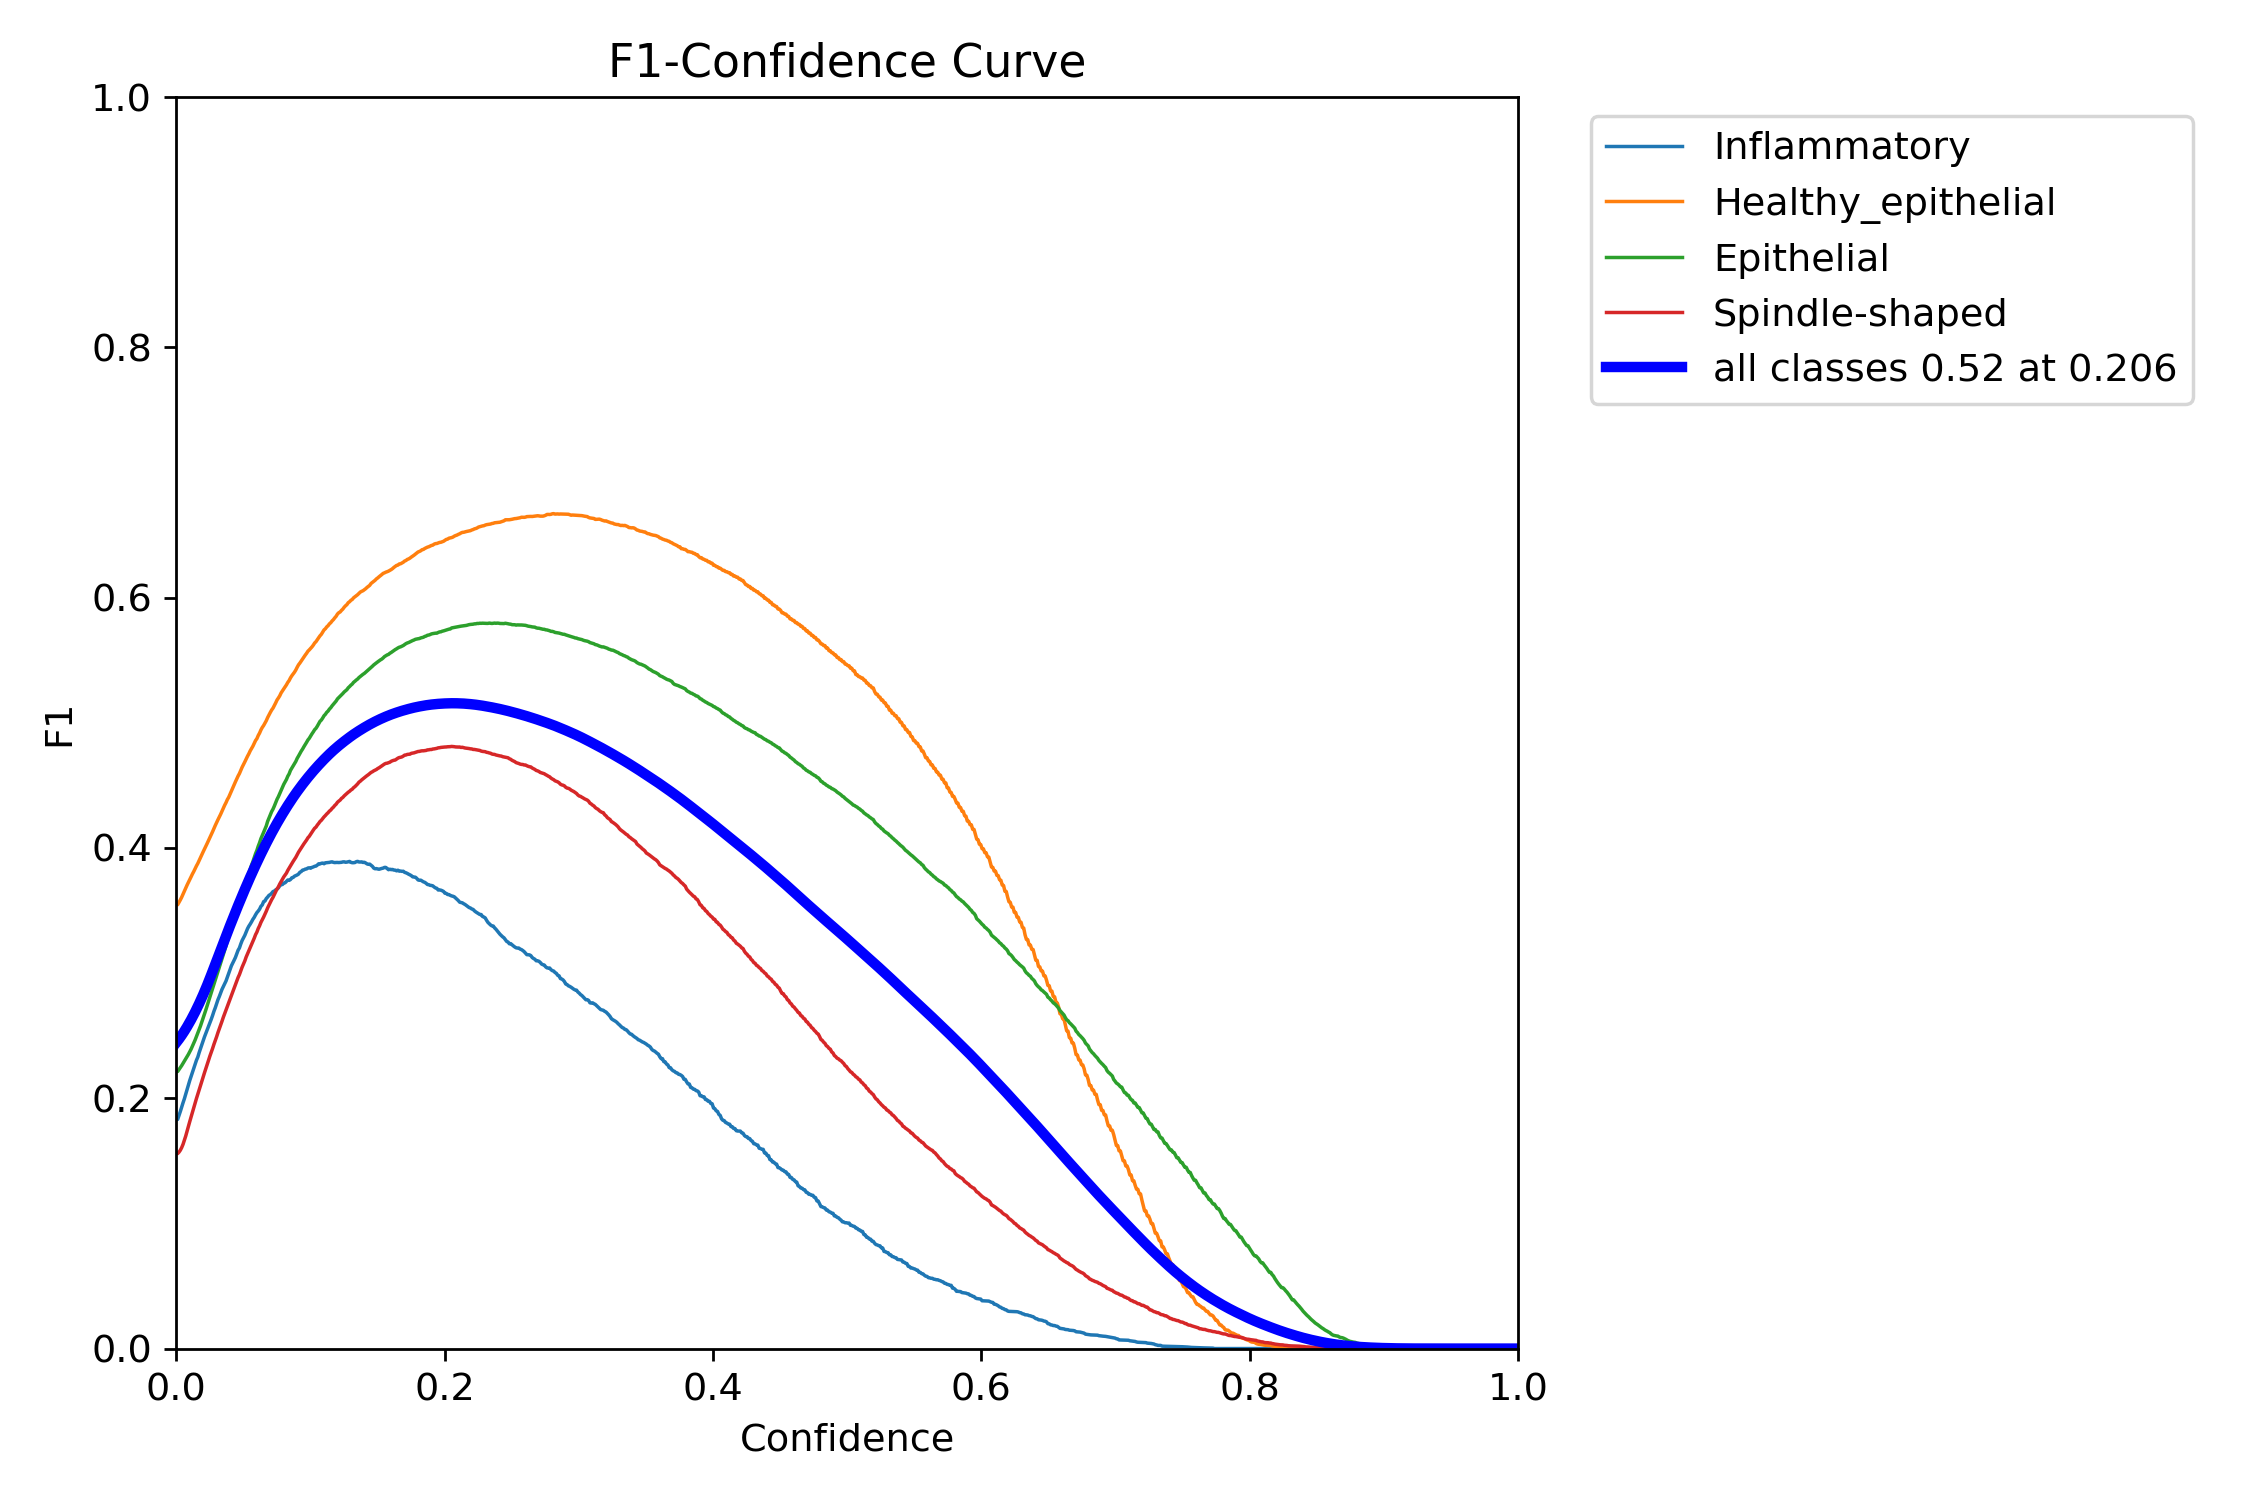 F1-Confidence Curve
1.0
0.8
0.6
0.4
0.2
0.0
F1
0.0 0.2 0.4 0.6 0.8 1.0
Confidence
Inflammatory
Healthy_epithelial
Epithelial
Spindle-shaped
all classes 0.52 at 0.206